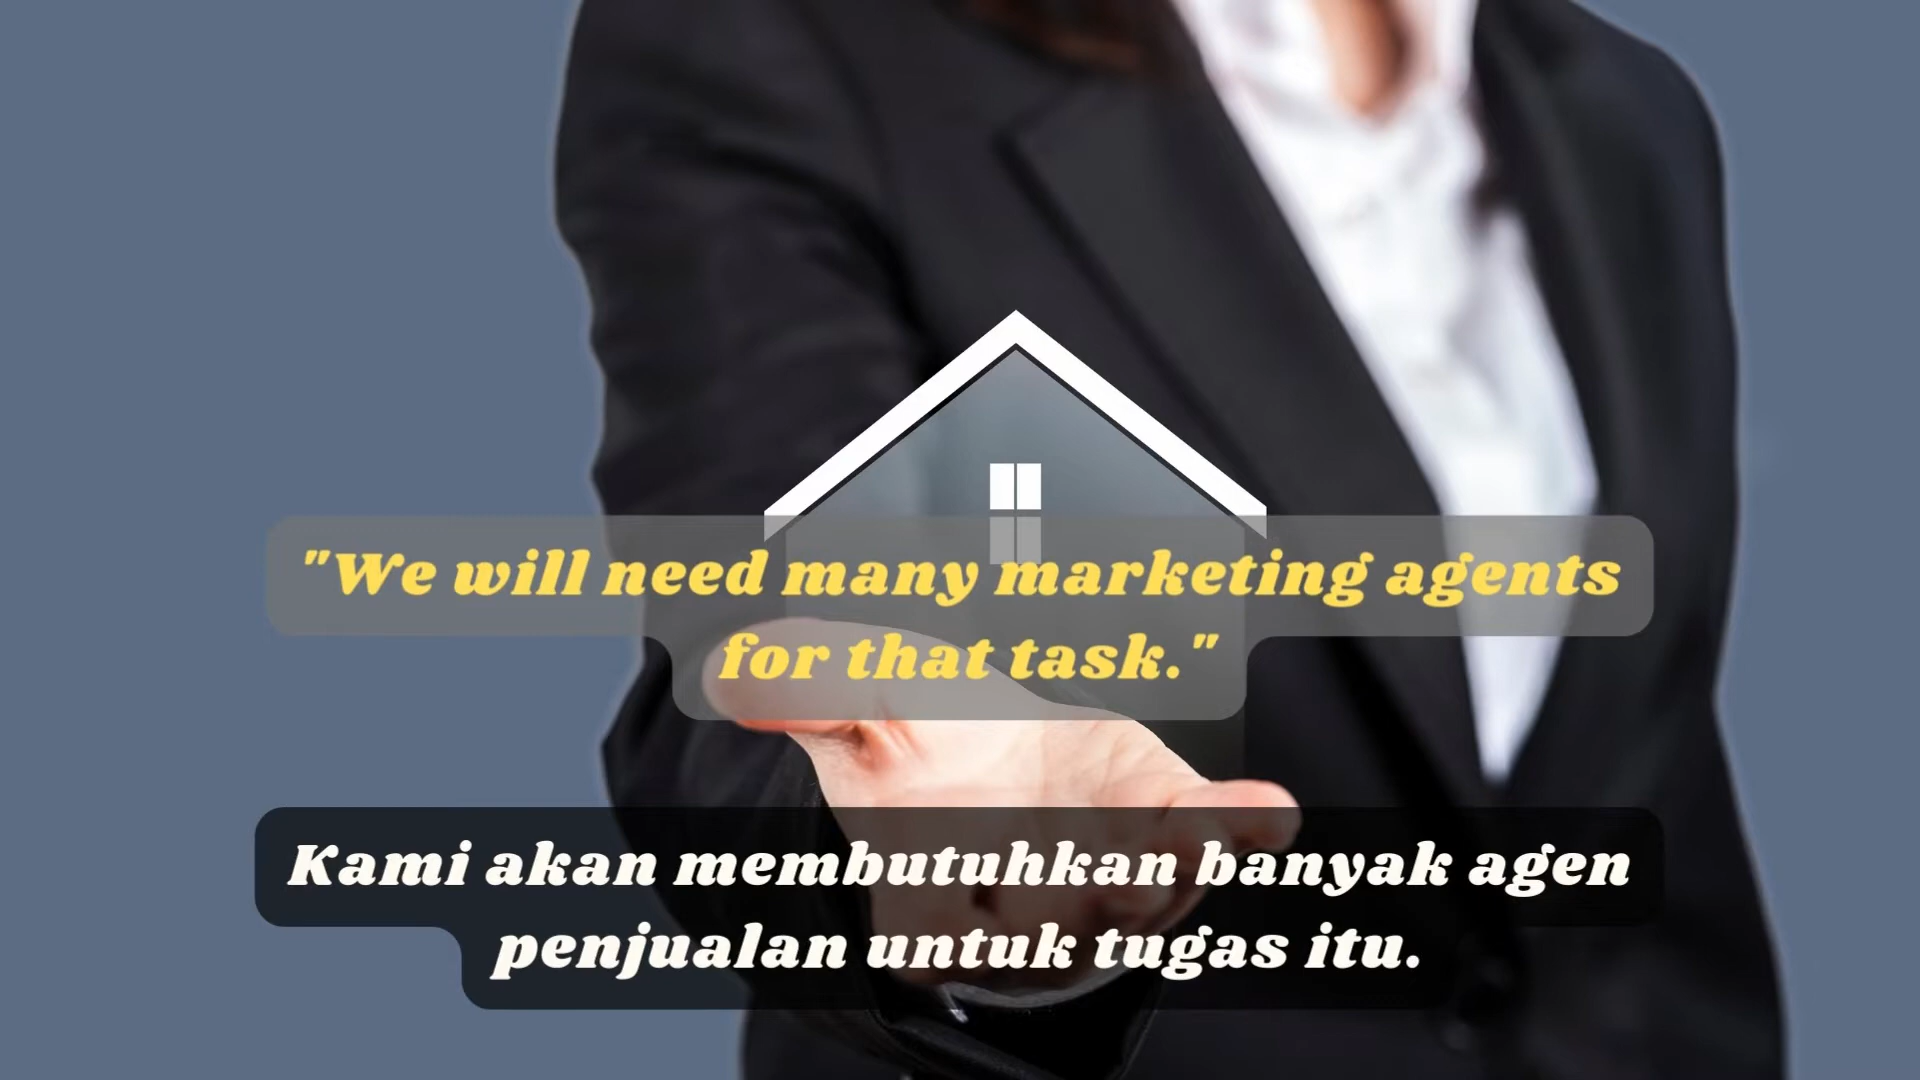 "We will need many marketing agents
for that task."
Kami akan membutuhkan banyak agen
penjualan untuk tugas itu.